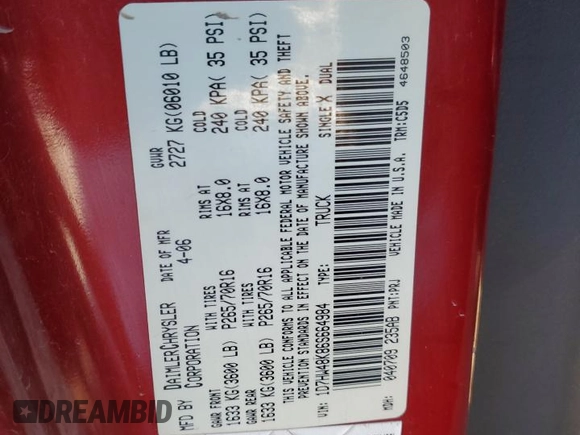 MFD BY DAIMLERCHRYSLER CORPORATION
DATE OF MFR 4-06
GVWR 2727 KG(06010 LB)
GAWR FRONT WITH TIRES RIMS AT COLD
1633 KG(3600 LB) P265/70R16 16X8.0 240 KPA( 35 PSI)
GAWR REAR WITH TIRES RIMS AT COLD
1633 KG(3600 LB) P265/70R16 16X8.0 240 KPA( 35 PSI)
THIS VEHICLE CONFORMS TO ALL APPLICABLE FEDERAL MOTOR VEHICLE SAFETY AND THEFT
PREVENTION STANDARDS IN EFFECT ON THE DATE OF MANUFACTURE SHOWN ABOVE.
VIN: 1D7HW48K86S664984 TYPE: TRUCK SINGLE X DUAL
MDH: 040709 235AB PNT:PRJ VEHICLE MADE IN U.S.A. TRM:C5D5
4648503
AUTOBIDMASTER